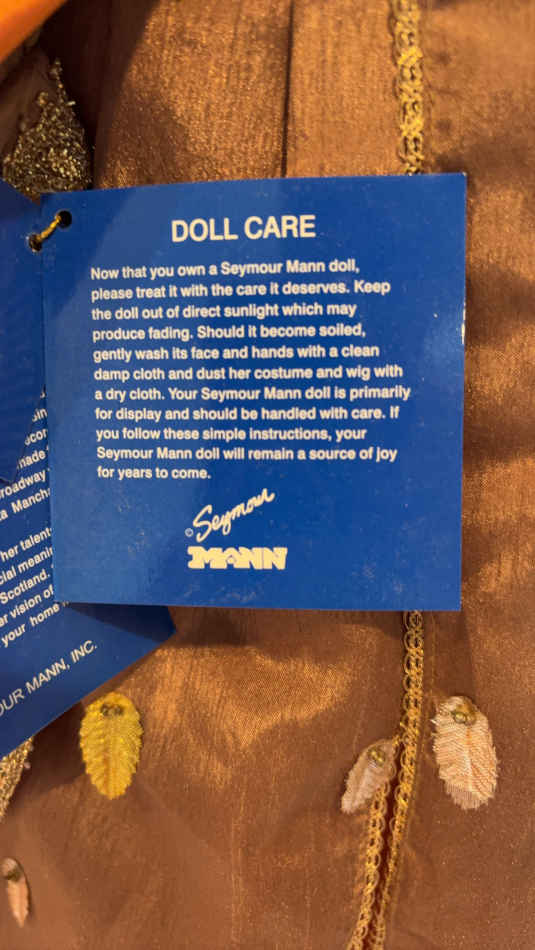 DOLL CARE
Now that you own a Seymour Mann doll,
please treat it with the care it deserves. Keep
the doll out of direct sunlight which may
produce fading. Should it become soiled,
gently wash its face and hands with a clean
damp cloth and dust her costume and wig with
a dry cloth. Your Seymour Mann doll is primarily
for display and should be handled with care. If
you follow these simple instructions, your
Seymour Mann doll will remain a source of joy
for years to come.
© Seymour
MANN
her talent
Scotland.
er vision of
your home
OUR MANN, INC.